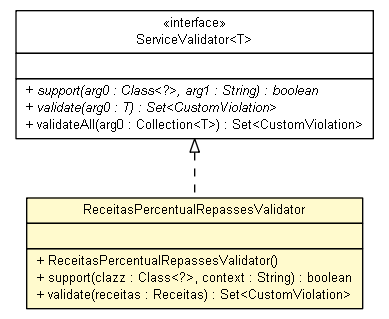 «interface»
ServiceValidator<T>
+ support(arg0 : Class<?>, arg1 : String) : boolean
+ validate(arg0 : T) : Set<CustomViolation>
+ validateAll(arg0 : Collection<T>) : Set<CustomViolation>
ReceitasPercentualRepassesValidator
+ ReceitasPercentualRepassesValidator()
+ support(clazz : Class<?>, context : String) : boolean
+ validate(receitas : Receitas) : Set<CustomViolation>